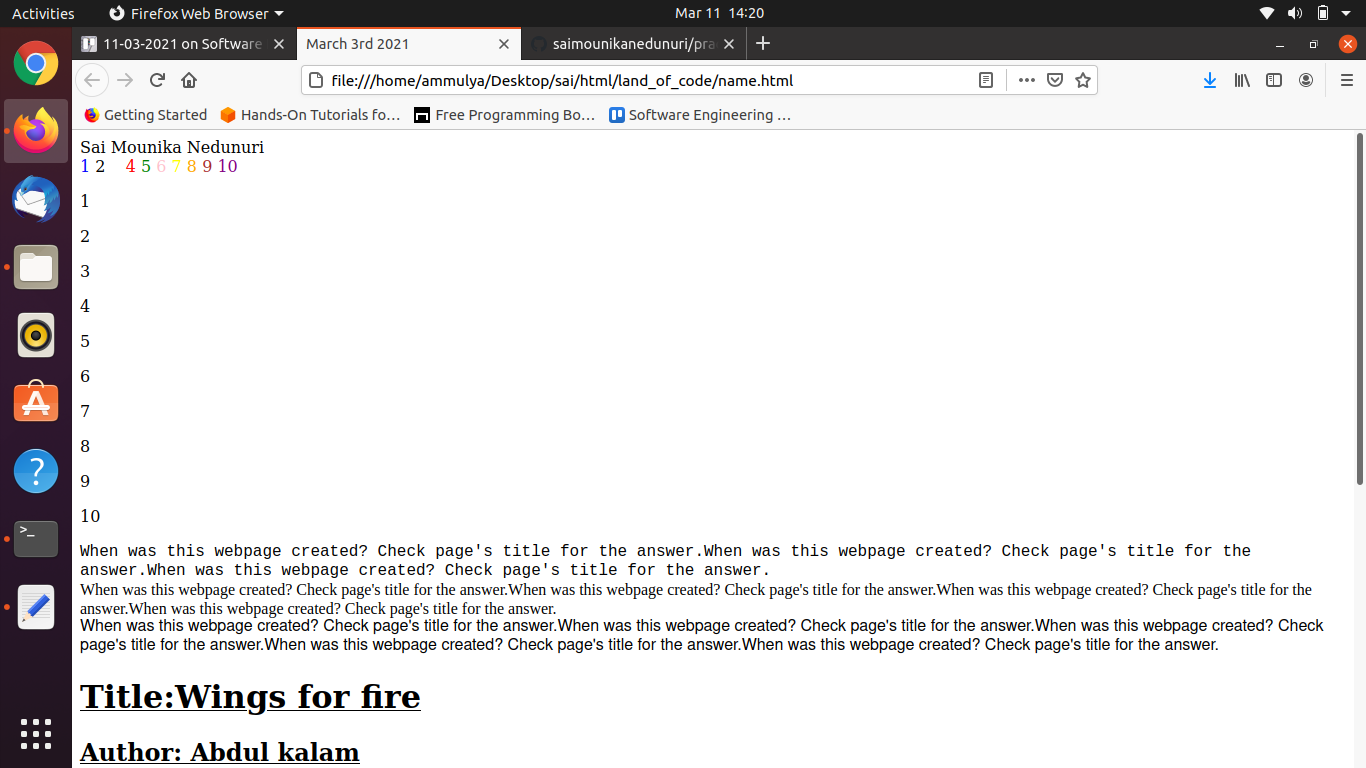 Activities Firefox Web Browser Mar 11 14:20
11-03-2021 on Software March 3rd 2021 saimounikanedunuri/pra
file:///home/ammulya/Desktop/sai/html/land_of_code/name.html
Getting Started Hands-On Tutorials fo… Free Programming Bo… Software Engineering …
Sai Mounika Nedunuri
1 2 4 5 6 7 8 9 10
1
2
3
4
5
6
7
8
9
10
When was this webpage created? Check page's title for the answer.When was this webpage created? Check page's title for the
answer.When was this webpage created? Check page's title for the answer.
When was this webpage created? Check page's title for the answer.When was this webpage created? Check page's title for the answer.When was this webpage created? Check page's title for the
answer.When was this webpage created? Check page's title for the answer.
When was this webpage created? Check page's title for the answer.When was this webpage created? Check page's title for the answer.When was this webpage created? Check
page's title for the answer.When was this webpage created? Check page's title for the answer.When was this webpage created? Check page's title for the answer.
Title:Wings for fire
Author: Abdul kalam